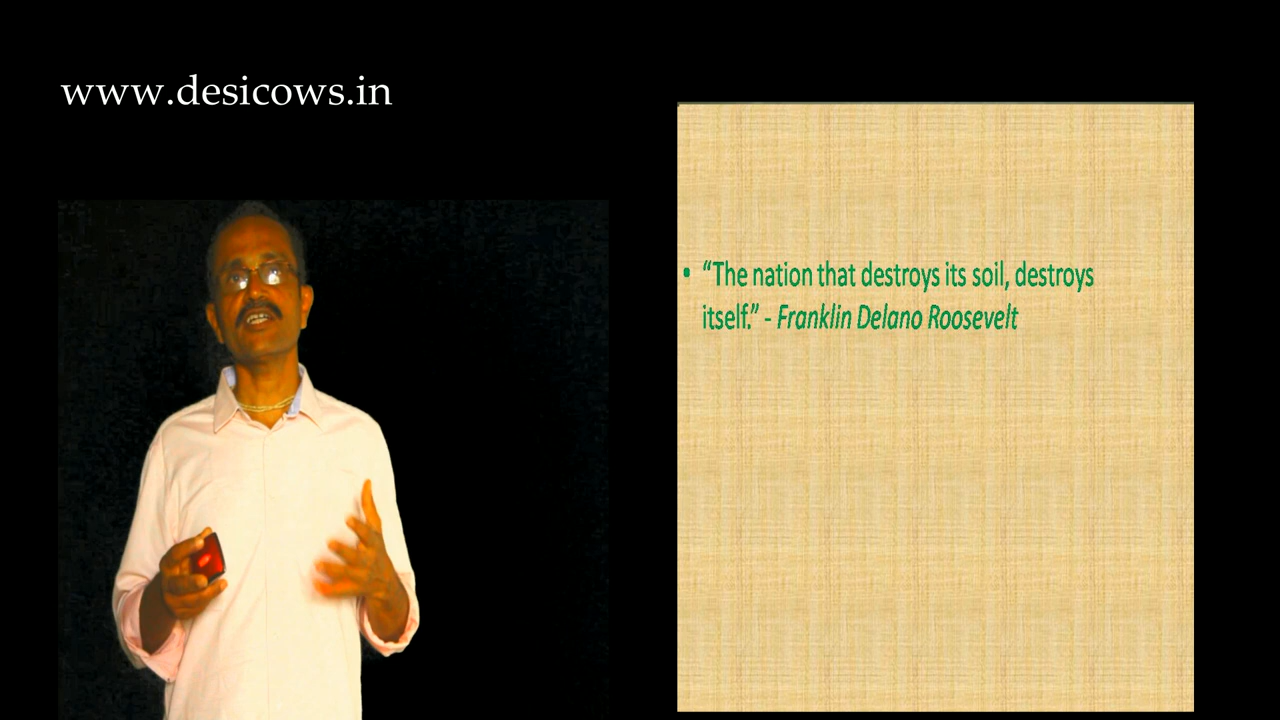 www.desicows.in
• “The nation that destroys its soil, destroys
itself.” - Franklin Delano Roosevelt